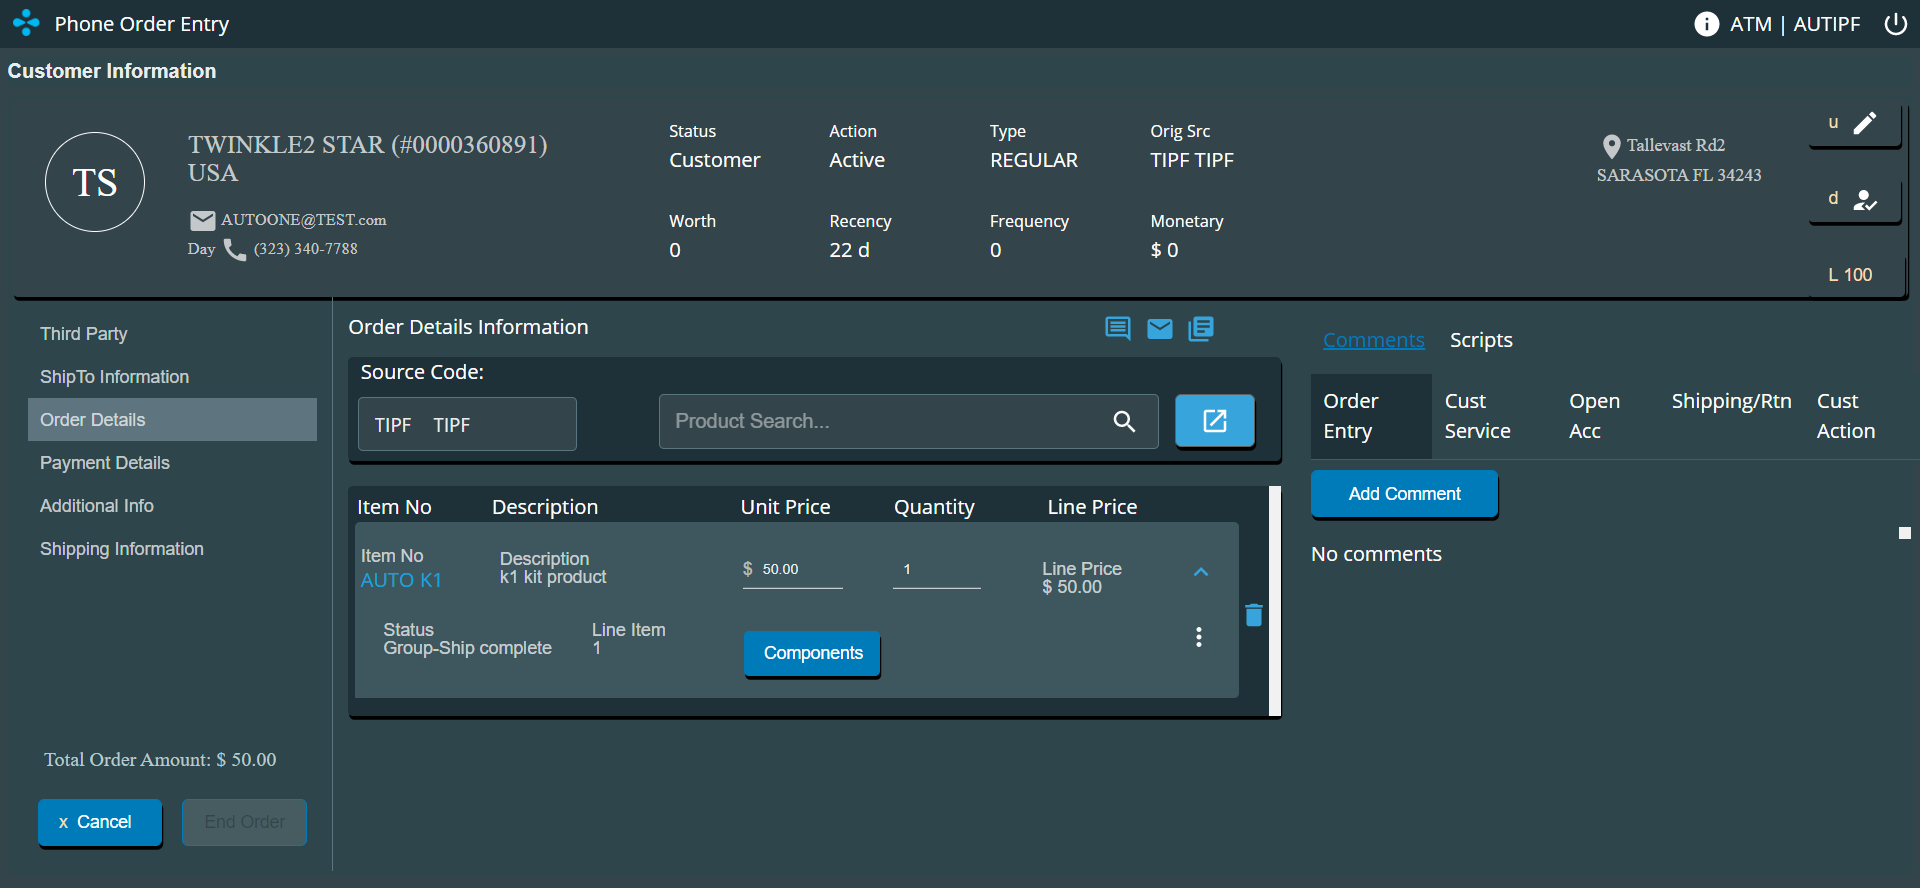 Phone Order Entry
ATM | AUTIPF
Customer Information
TS
TWINKLE2 STAR (#0000360891)
USA
AUTOONE@TEST.com
Day (323) 340-7788
Status
Customer
Action
Active
Type
REGULAR
Orig Src
TIPF TIPF
Worth
0
Recency
22 d
Frequency
0
Monetary
$ 0
Tallevast Rd2
SARASOTA FL 34243
u
d
L 100
Third Party
ShipTo Information
Order Details
Payment Details
Additional Info
Shipping Information
Total Order Amount: $ 50.00
x Cancel
End Order
Order Details Information
Source Code:
TIPF TIPF
Product Search...
Item No Description Unit Price Quantity Line Price
Item No
AUTO K1
Description
k1 kit product
$ 50.00
1
Line Price
$ 50.00
Status
Group-Ship complete
Line Item
1
Components
Comments Scripts
Order
Entry
Cust
Service
Open
Acc
Shipping/Rtn
Cust
Action
Add Comment
No comments